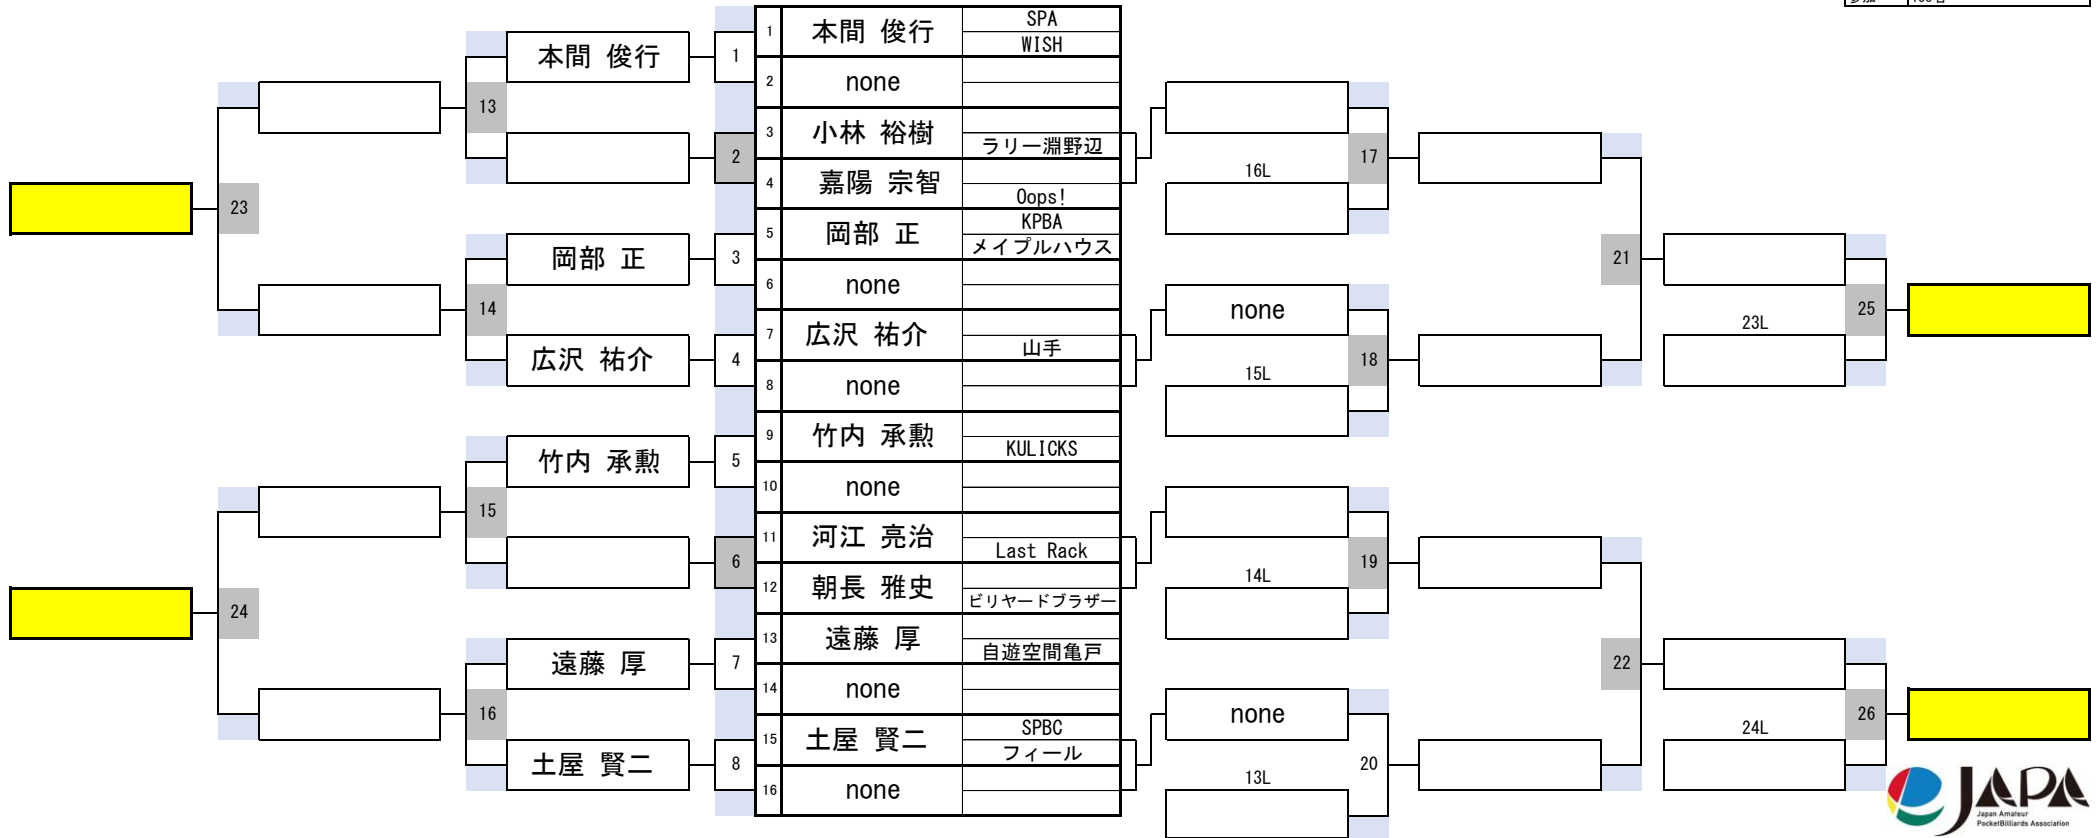 1 本間 俊行 SPA
WISH
2 none
3 小林 裕樹
ラリー淵野辺
4 嘉陽 宗智
Oops!
5 岡部 正 KPBA
メイプルハウス
6 none
7 広沢 祐介
山手
8 none
9 竹内 承勲
KULICKS
10 none
11 河江 亮治
Last Rack
12 朝長 雅史
ビリヤードブラザー
13 遠藤 厚
自遊空間亀戸
14 none
15 土屋 賢二 SPBC
フィール
16 none
本間 俊行 1
13
2
23
岡部 正 3
14
広沢 祐介 4
竹内 承勲 5
15
6
24
遠藤 厚 7
16
土屋 賢二 8
17
16L
21
none
18
15L
25
23L
19
14L
22
none
20
13L
26
24L
JAPA
Japan Amateur
PocketBilliards Association